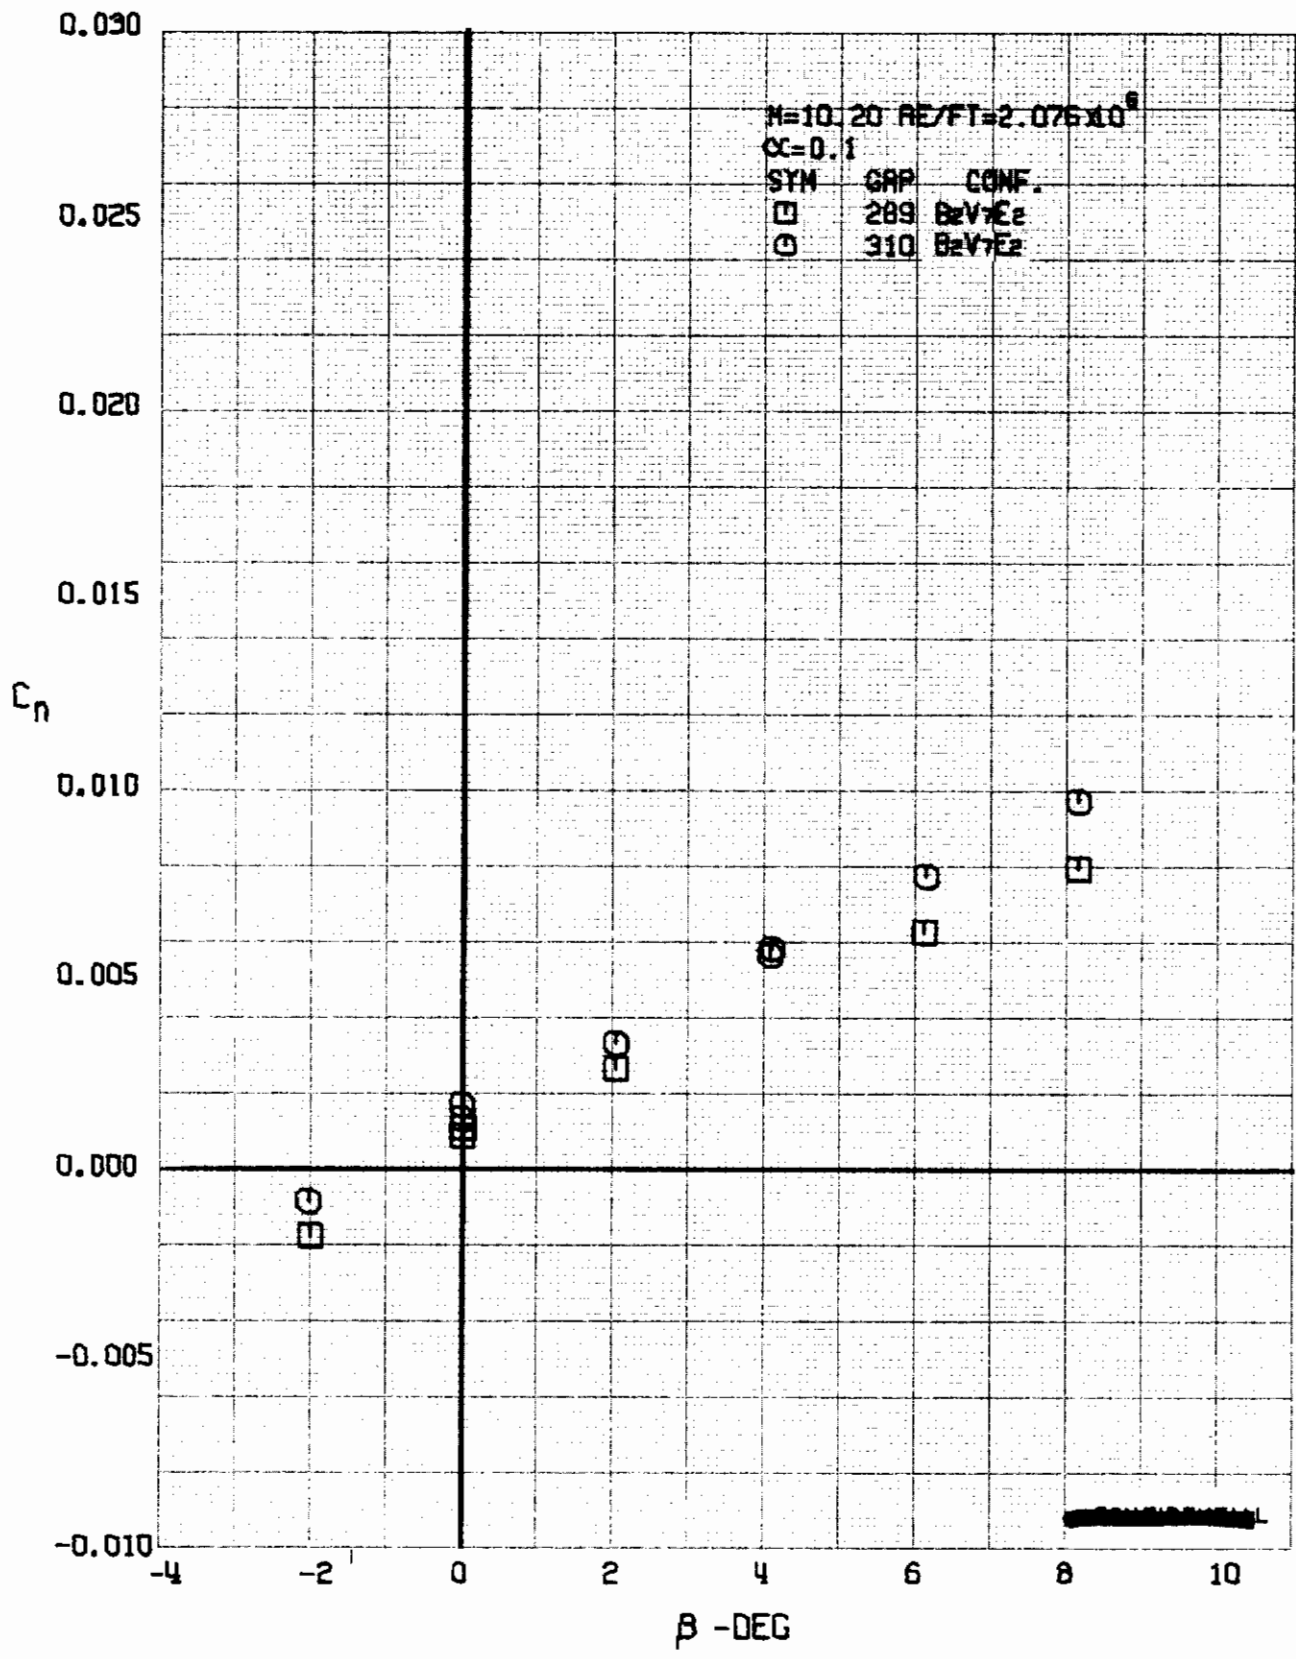 0.030
M=10.20 RE/FT=2.076x10⁶
α=0.1
SYM GRP CONF.
289 B₂V₇E₂
310 B₂V₇E₂
0.025
0.020
0.015
Cn
0.010
0.005
0.000
-0.005
-0.010
-4 -2 0 2 4 6 8 10
β -DEG